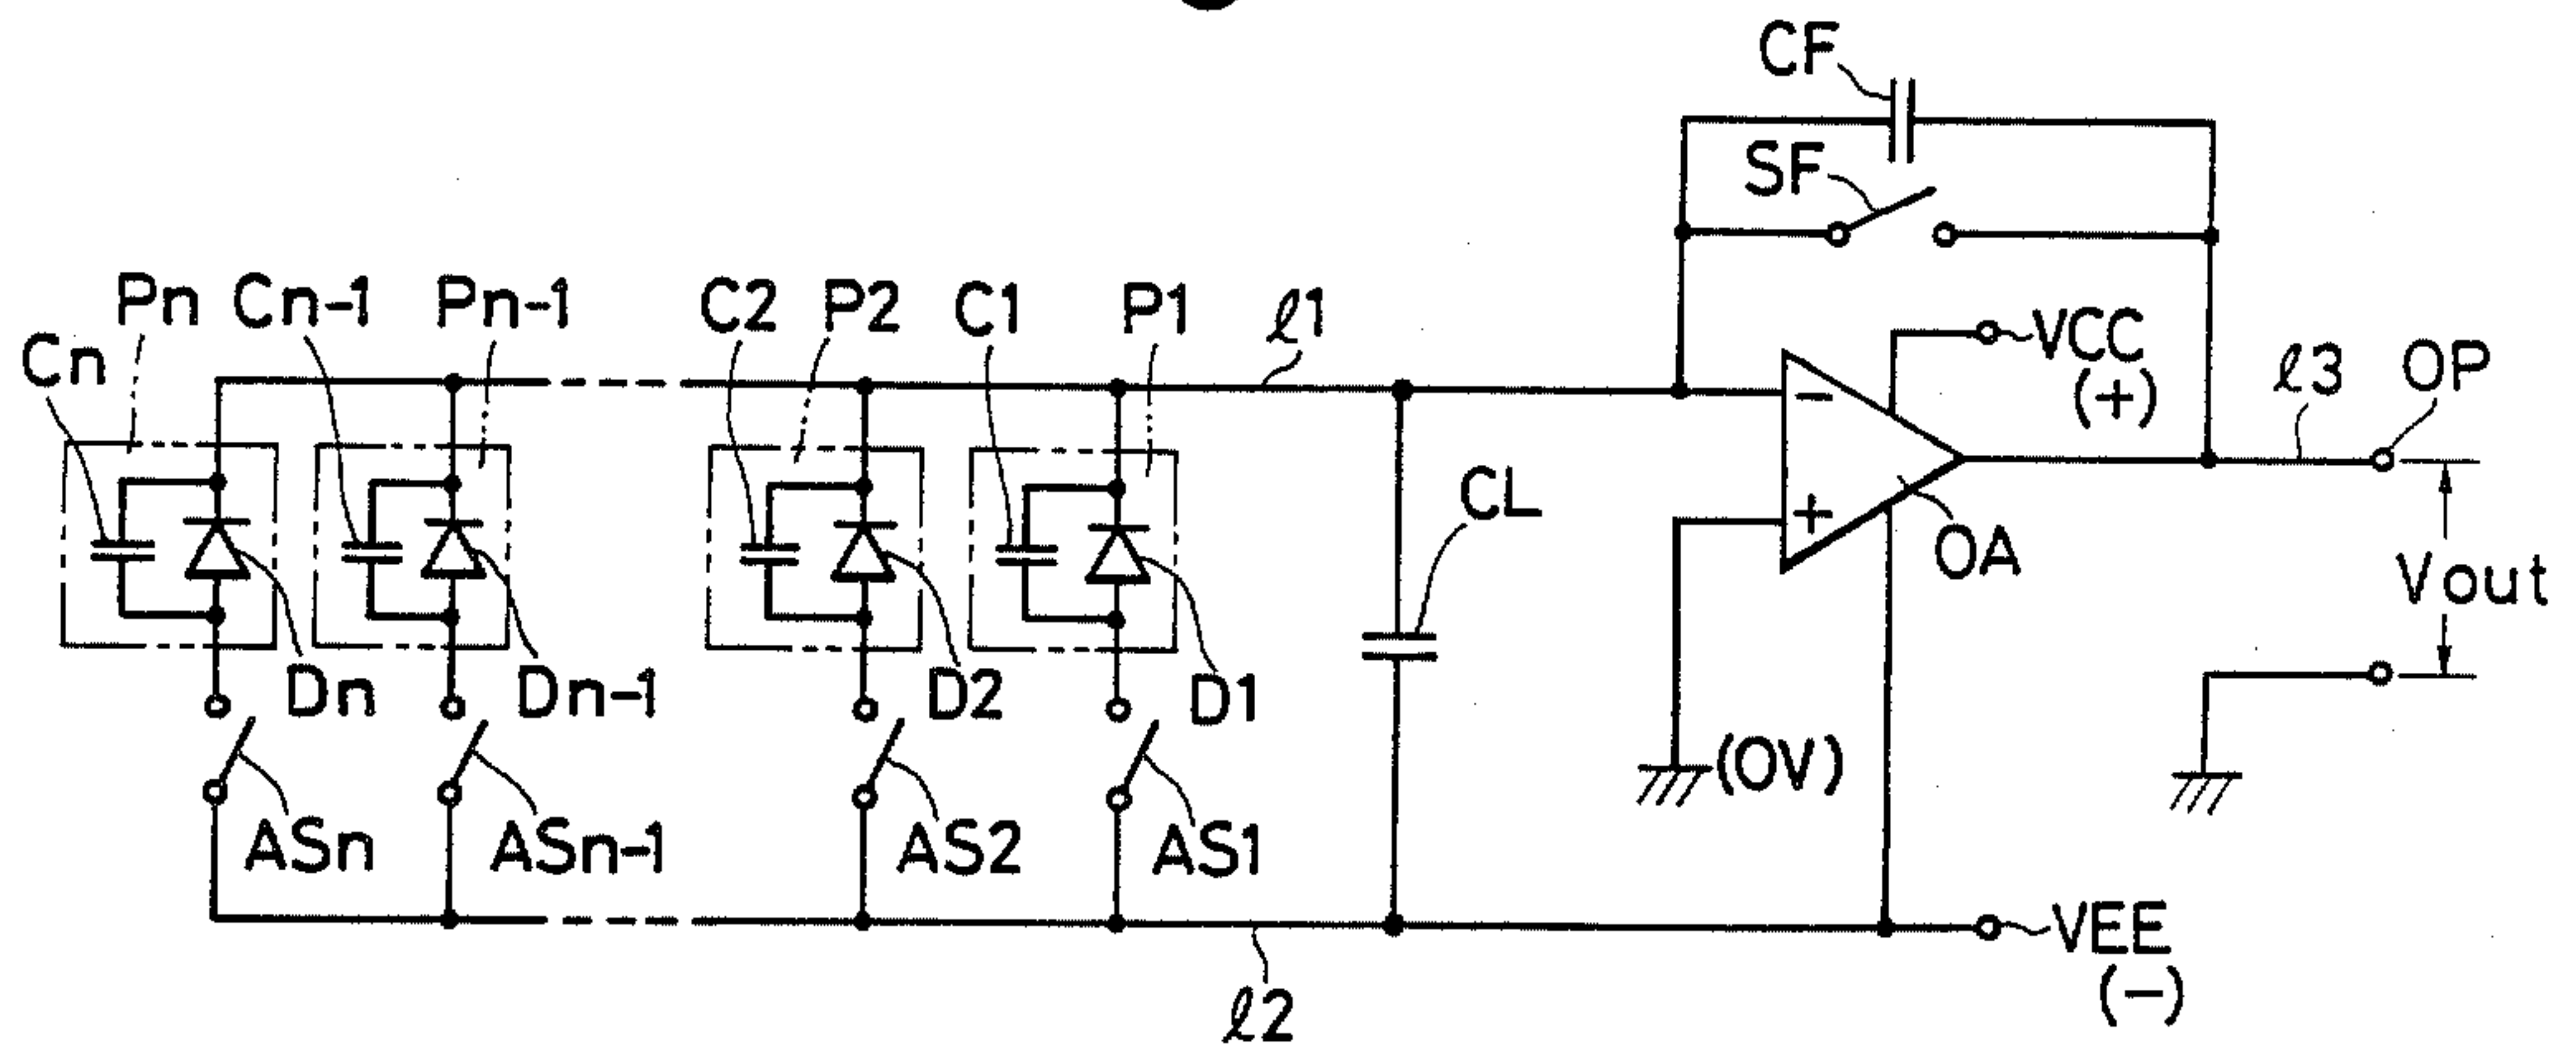 CF
SF
Pn Cn-1 Pn-1 C2 P2 C1 P1 ℓ1
Cn
VCC
(+)
ℓ3 OP
−
+
CL
OA
Vout
Dn Dn-1 D2 D1
(0V)
ASn ASn-1 AS2 AS1
VEE
(−)
ℓ2